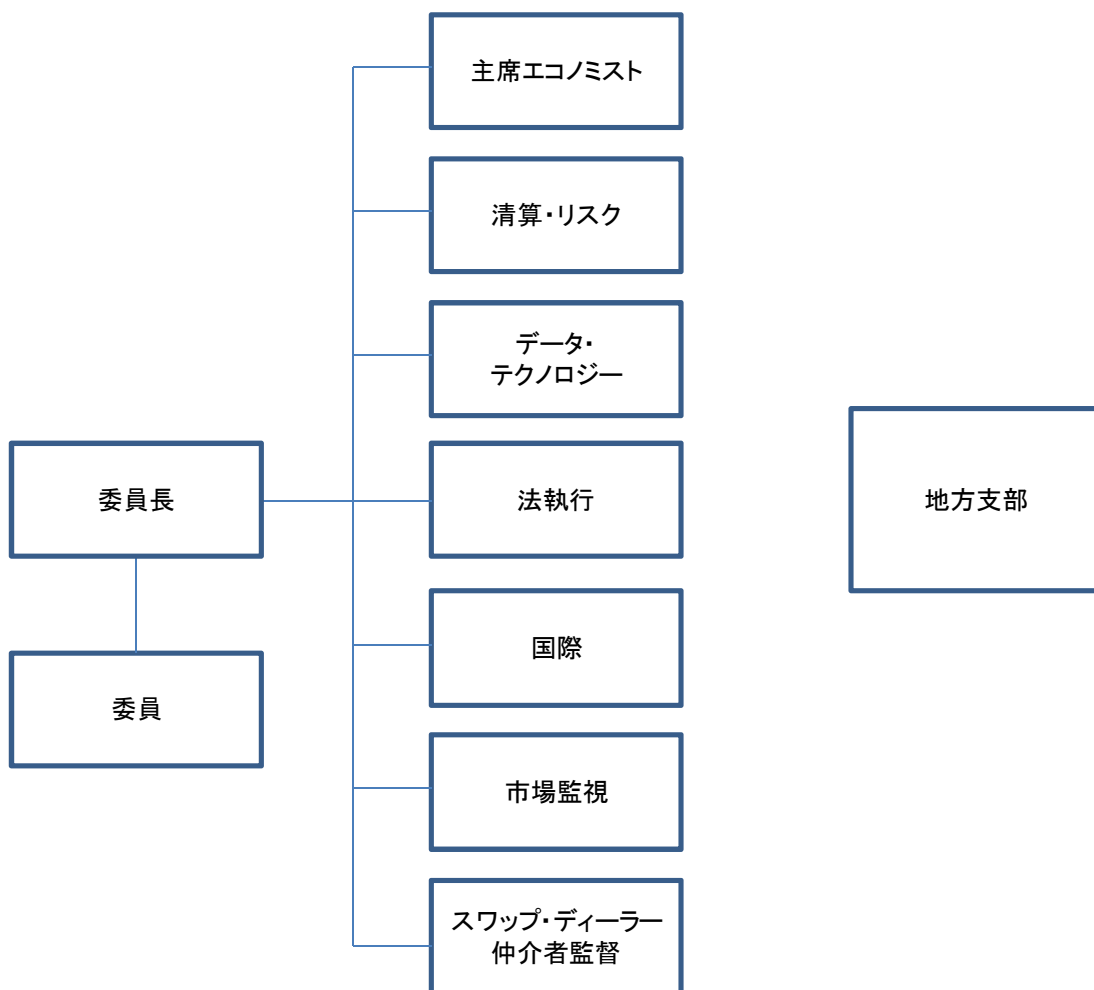 主席エコノミスト
清算・リスク
データ・
テクノロジー
委員長
法執行
地方支部
国際
委員
市場監視
スワップ・ディーラー
仲介者監督